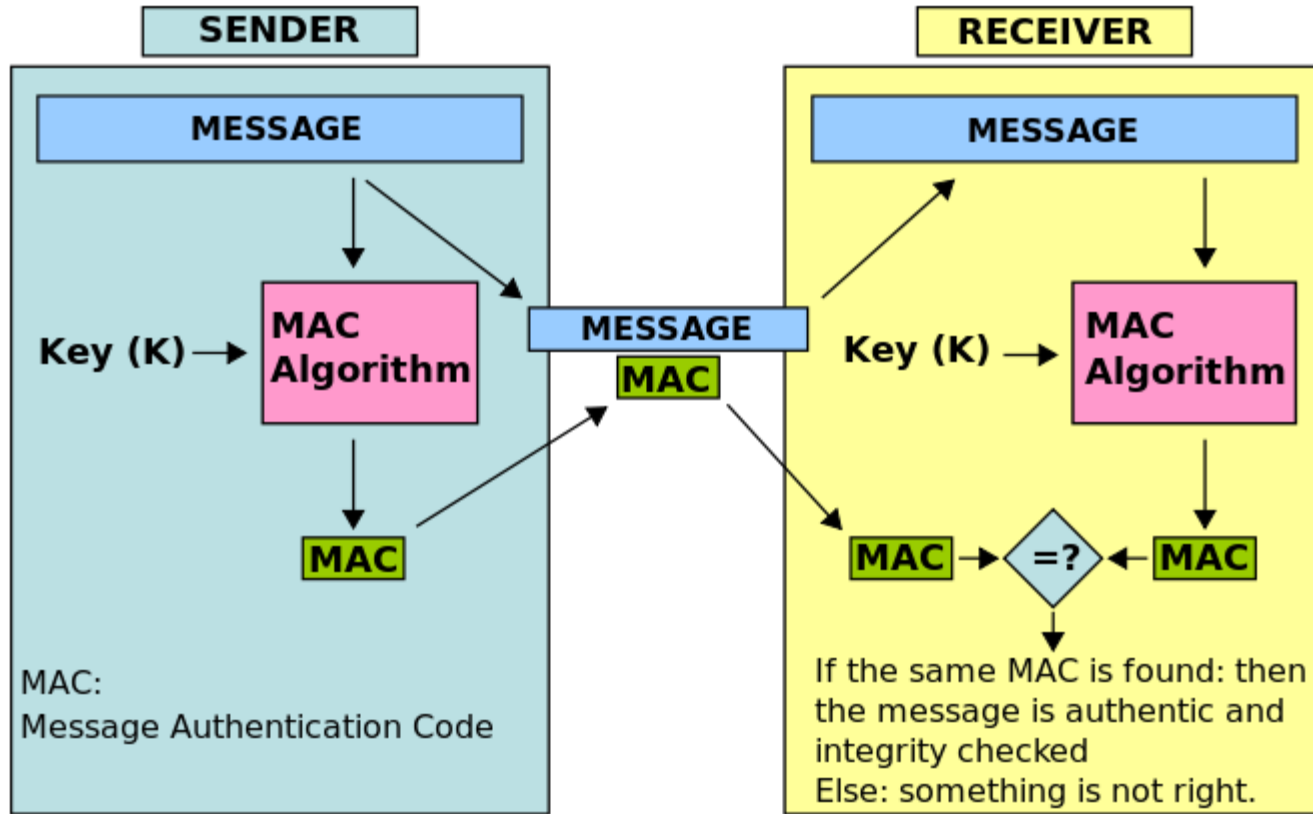 SENDER
MESSAGE
Key (K)
MAC
Algorithm
MAC
MAC:
Message Authentication Code
MESSAGE
MAC
RECEIVER
MESSAGE
Key (K)
MAC
Algorithm
MAC
=?
MAC
If the same MAC is found: then
the message is authentic and
integrity checked
Else: something is not right.